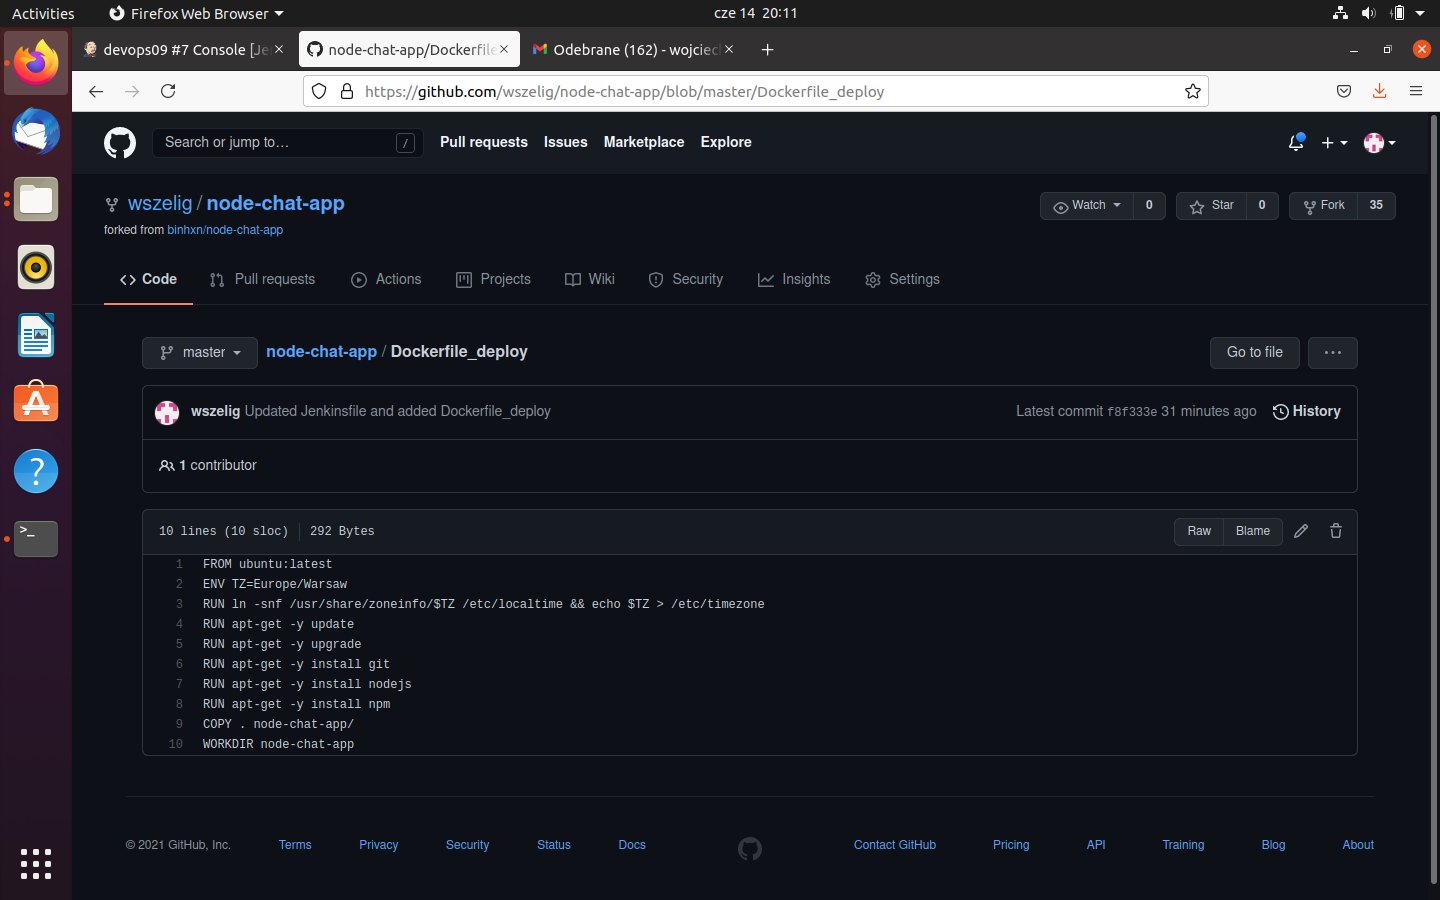 Activities Firefox Web Browser cze 14 20:11
devops09 #7 Console [Je node-chat-app/Dockerfile Odebrane (162) - wojciec
https://github.com/wszelig/node-chat-app/blob/master/Dockerfile_deploy
Search or jump to… / Pull requests Issues Marketplace Explore
wszelig / node-chat-app Watch 0 Star 0 Fork 35
forked from binhxn/node-chat-app
Code Pull requests Actions Projects Wiki Security Insights Settings
master node-chat-app / Dockerfile_deploy Go to file
wszelig Updated Jenkinsfile and added Dockerfile_deploy Latest commit f8f333e 31 minutes ago History
1 contributor
10 lines (10 sloc) 292 Bytes Raw Blame
1 FROM ubuntu:latest
2 ENV TZ=Europe/Warsaw
3 RUN ln -snf /usr/share/zoneinfo/$TZ /etc/localtime && echo $TZ > /etc/timezone
4 RUN apt-get -y update
5 RUN apt-get -y upgrade
6 RUN apt-get -y install git
7 RUN apt-get -y install nodejs
8 RUN apt-get -y install npm
9 COPY . node-chat-app/
10 WORKDIR node-chat-app
© 2021 GitHub, Inc. Terms Privacy Security Status Docs Contact GitHub Pricing API Training Blog About